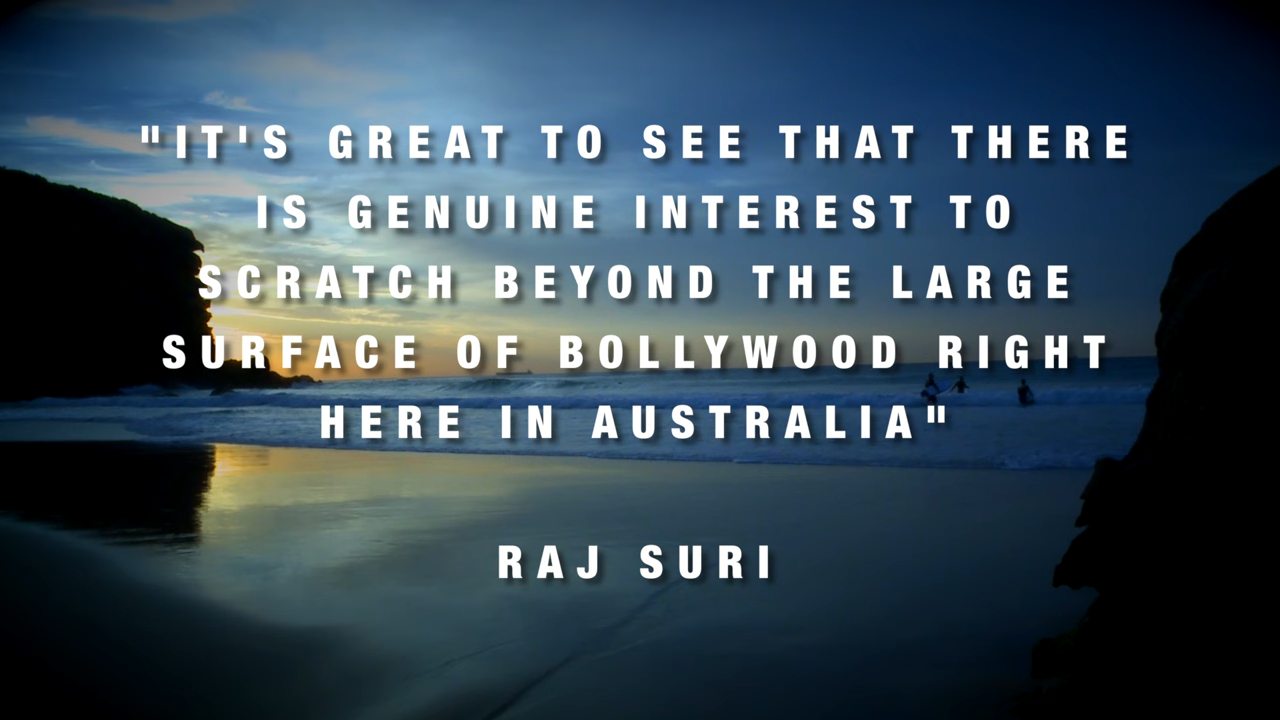 "IT'S GREAT TO SEE THAT THERE
IS GENUINE INTEREST TO
SCRATCH BEYOND THE LARGE
SURFACE OF BOLLYWOOD RIGHT
HERE IN AUSTRALIA"
RAJ SURI